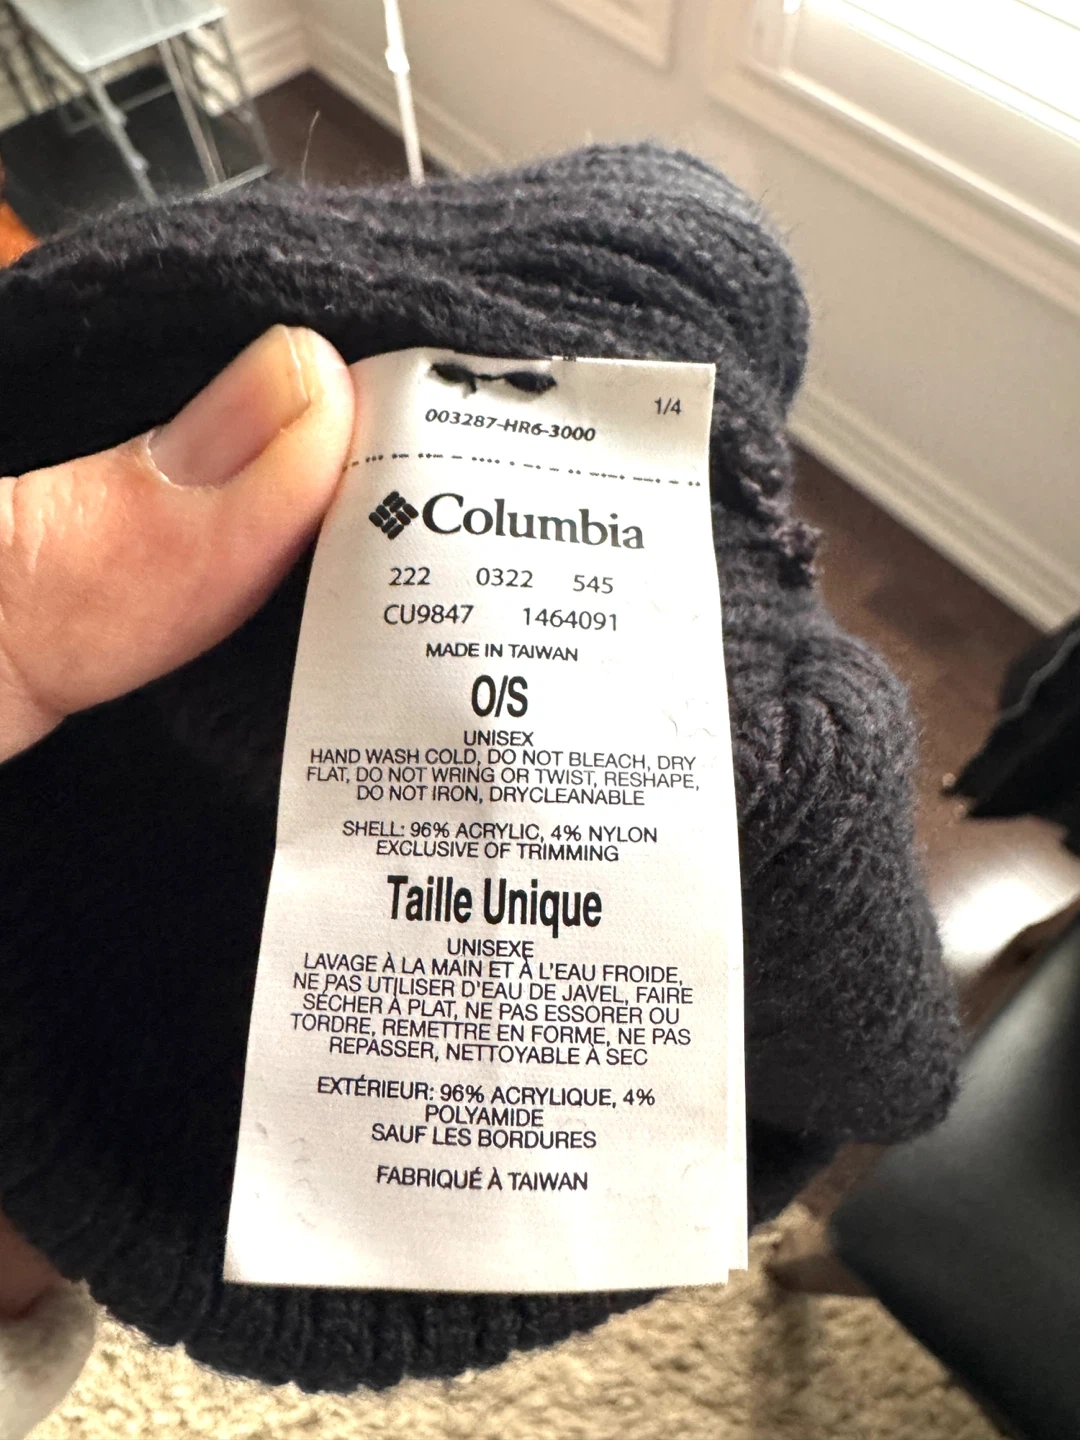 1/4
003287-HR6-3000
Columbia
222 0322 545
CU9847 1464091
MADE IN TAIWAN
O/S
UNISEX
HAND WASH COLD, DO NOT BLEACH, DRY
FLAT, DO NOT WRING OR TWIST, RESHAPE,
DO NOT IRON, DRYCLEANABLE
SHELL: 96% ACRYLIC, 4% NYLON
EXCLUSIVE OF TRIMMING
Taille Unique
UNISEXE
LAVAGE À LA MAIN ET À L'EAU FROIDE,
NE PAS UTILISER D'EAU DE JAVEL, FAIRE
SÉCHER À PLAT, NE PAS ESSORER OU
TORDRE, REMETTRE EN FORME, NE PAS
REPASSER, NETTOYABLE À SEC
EXTÉRIEUR: 96% ACRYLIQUE, 4%
POLYAMIDE
SAUF LES BORDURES
FABRIQUÉ À TAIWAN